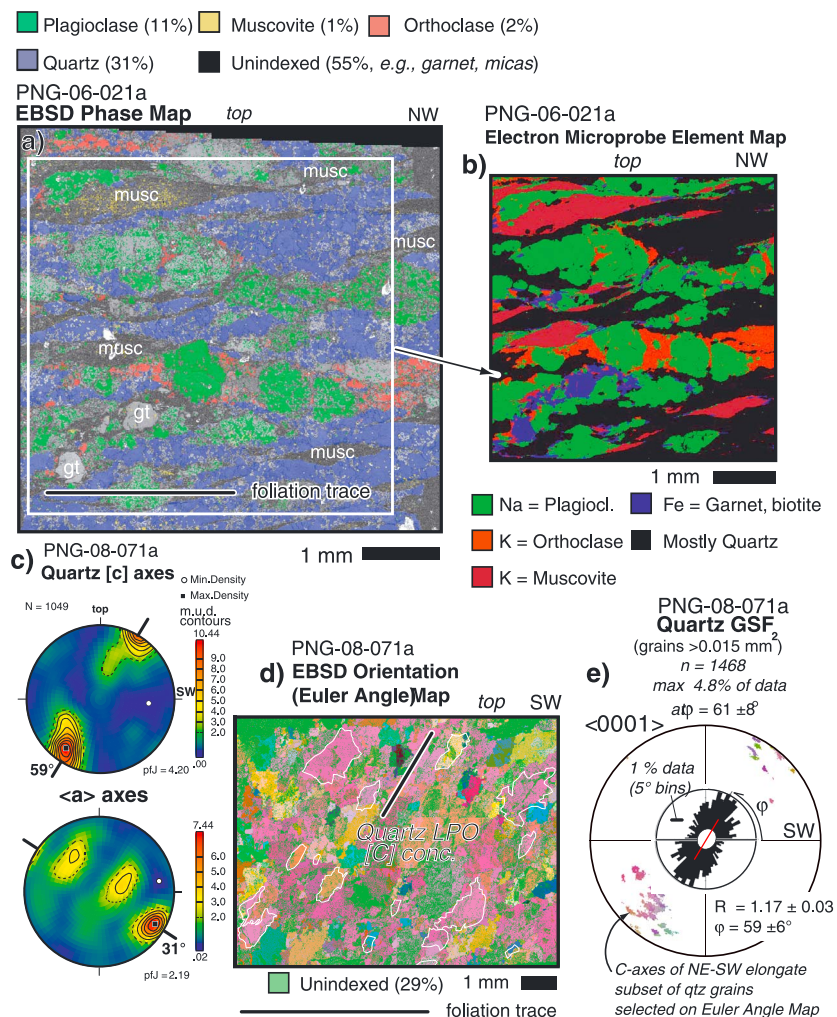 Plagioclase (11%)
Muscovite (1%)
Orthoclase (2%)
Quartz (31%)
Unindexed (55%, e.g., garnet, micas)
PNG-06-021a
EBSD Phase Map
top
NW
a)
musc
musc
musc
musc
gt
musc
gt
foliation trace
1 mm
PNG-06-021a
Electron Microprobe Element Map
b)
top
NW
1 mm
Na = Plagiocl.
Fe = Garnet, biotite
K = Orthoclase
Mostly Quartz
K = Muscovite
c)
PNG-08-071a
Quartz [c] axes
Min.Density
Max.Density
N = 1049
top
m.u.d.
contours
10.44
9.0
8.0
7.0
6.0
5.0
4.0
3.0
2.0
.00
SW
59°
pfJ = 4.20
<a> axes
7.44
6.0
5.0
4.0
3.0
2.0
.02
31°
pfJ = 2.19
PNG-08-071a
d)
EBSD Orientation
(Euler Angle)Map
top
SW
Quartz LPO
[C] conc.
Unindexed (29%)
1 mm
foliation trace
PNG-08-071a
Quartz GSF
(grains >0.015 mm2)
e)
n = 1468
max 4.8% of data
atφ = 61 ±8°
<0001>
1 % data
(5° bins)
φ
SW
R = 1.17 ± 0.03
φ = 59 ±6°
C-axes of NE-SW elongate
subset of qtz grains
selected on Euler Angle Map